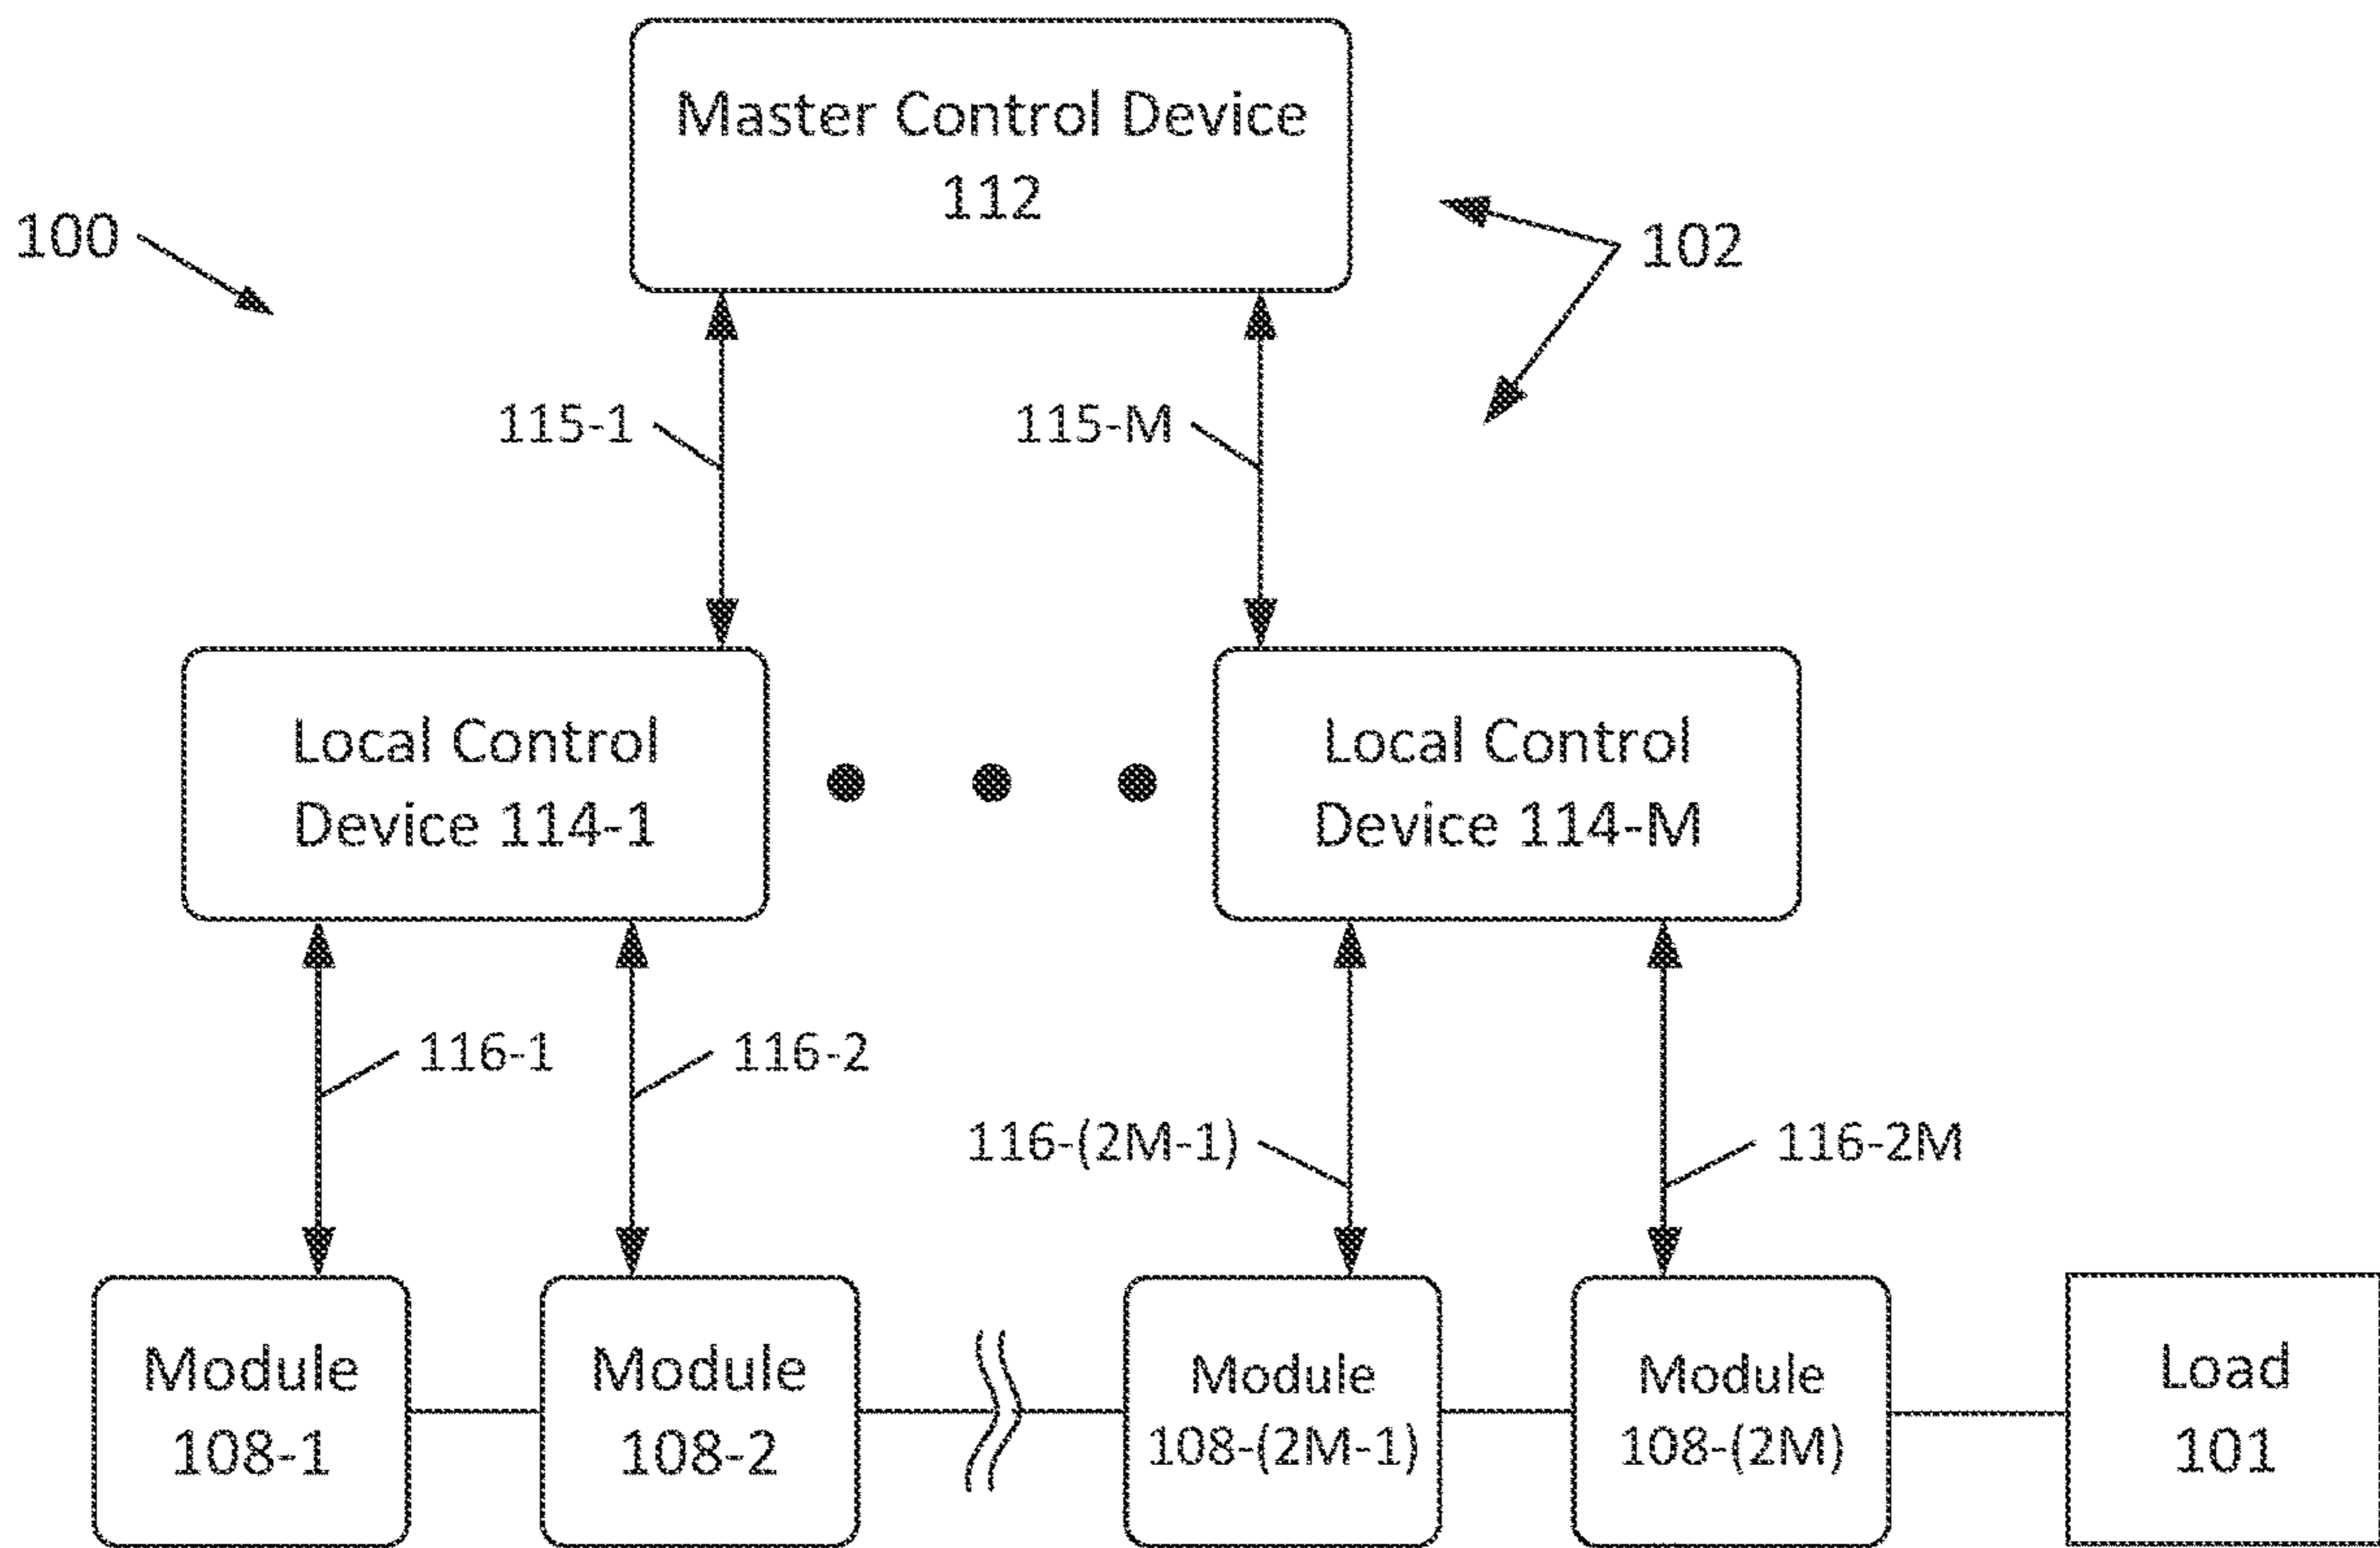 Master Control Device
112
100
102
115-1
115-M
Local Control
Device 114-1
Local Control
Device 114-M
116-1
116-2
116-(2M-1)
116-2M
Module
108-1
Module
108-2
Module
108-(2M-1)
Module
108-(2M)
Load
101